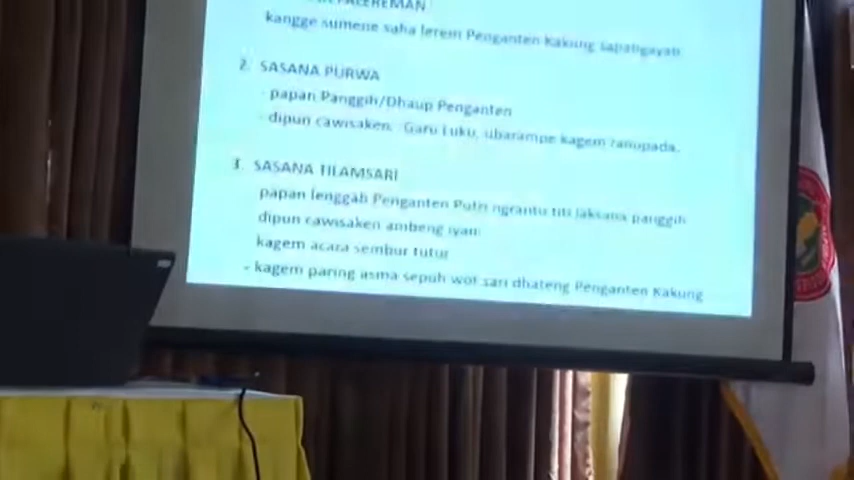 kangge sumene saha lerem Penganten Kakung sapangayab
2. SASANA PURWA
- papan Panggih/Dhaup Penganten
- dipun cawisaken Garu Luku, ubarampe kagem ranupada.
3. SASANA TILAMSARI
papan lenggah Penganten Putri ngrantu titi laksana panggih
dipun cawisaken ambeng iyan
kagem acara sembur tutur
- kagem paring asma sepuh wot sari dhateng Penganten Kakung